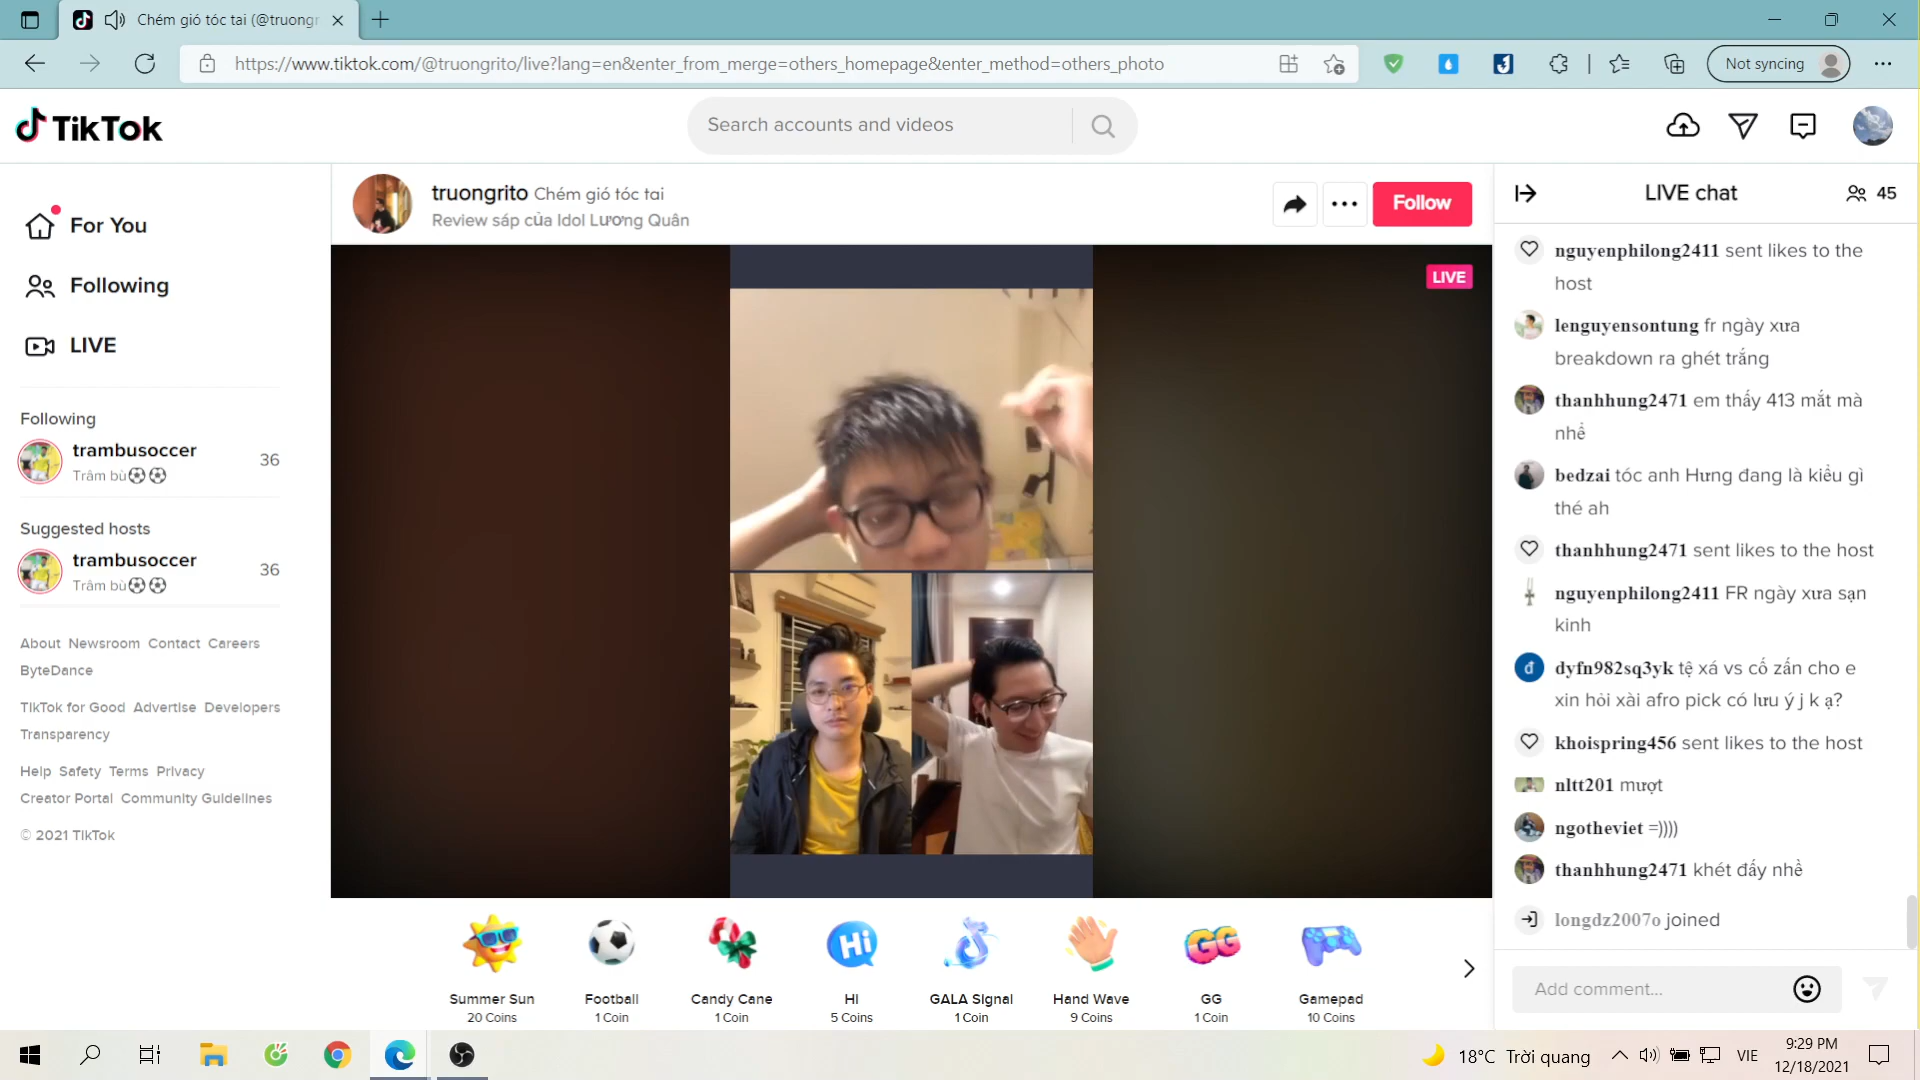 Chém gió tóc tai (@truongr
https://www.tiktok.com/@truongrito/live?lang=en&enter_from_merge=others_homepage&enter_method=others_photo
Not syncing
TikTok
Search accounts and videos
For You
Following
LIVE
Following
trambusoccer
36
Trâm bù⚽⚽
Suggested hosts
trambusoccer
36
Trâm bù⚽⚽
About Newsroom Contact Careers
ByteDance
TikTok for Good Advertise Developers
Transparency
Help Safety Terms Privacy
Creator Portal Community Guidelines
© 2021 TikTok
truongrito Chém gió tóc tai
Review sáp của Idol Lương Quân
Follow
LIVE
Summer Sun
20 Coins
Football
1 Coin
Candy Cane
1 Coin
Hi
HI
5 Coins
GALA Signal
1 Coin
Hand Wave
9 Coins
GG
GG
1 Coin
Gamepad
10 Coins
LIVE chat
45
nguyenphilong2411 sent likes to the
host
lenguyensontung fr ngày xưa
breakdown ra ghét trắng
thanhhung2471 em thấy 413 mắt mà
nhể
bedzai tóc anh Hưng đang là kiểu gì
thé ah
thanhhung2471 sent likes to the host
nguyenphilong2411 FR ngày xưa sạn
kinh
đ
dyfn982sq3yk tệ xá vs cố zấn cho e
xin hỏi xài afro pick có lưu ý j k ạ?
khoispring456 sent likes to the host
nltt201 mượt
ngotheviet =))))
thanhhung2471 khét đấy nhề
longdz2007o joined
Add comment...
18°C Trời quang
VIE
9:29 PM
12/18/2021